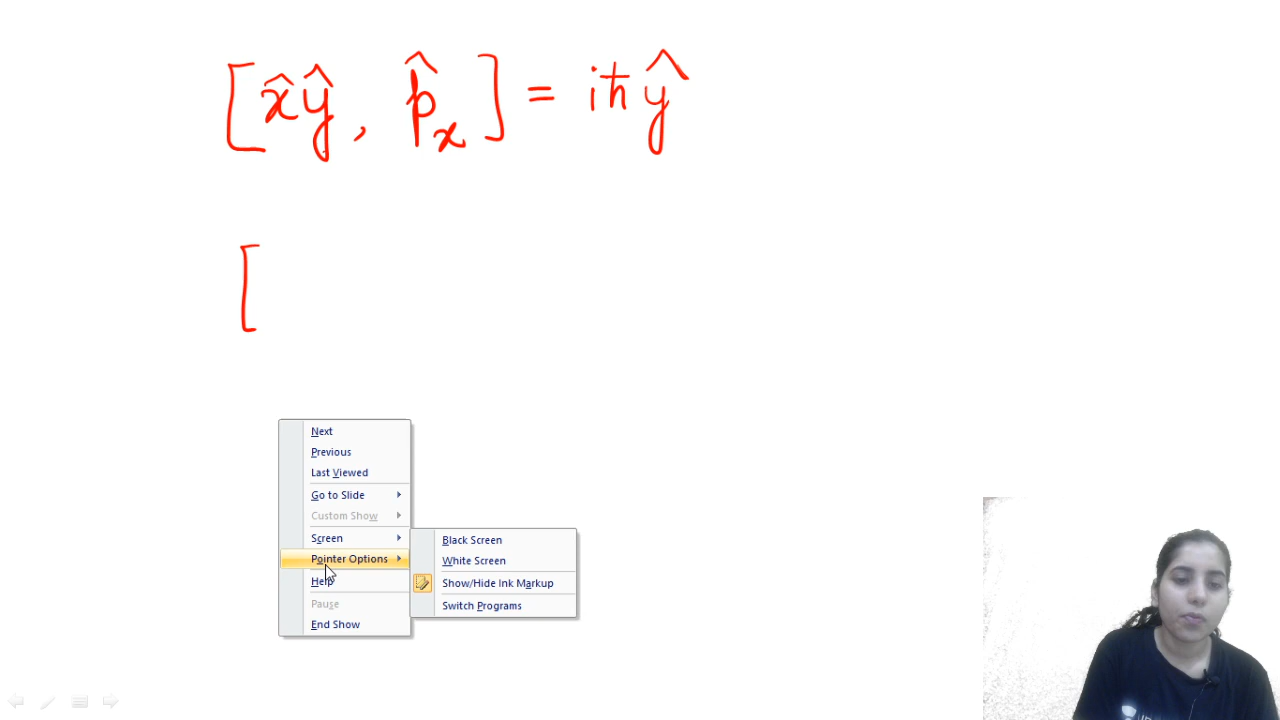 [x̂ŷ, p̂ₓ] = iħŷ
[
Next
Previous
Last Viewed
Go to Slide
Custom Show
Screen
Pointer Options
Help
Pause
End Show
Black Screen
White Screen
Show/Hide Ink Markup
Switch Programs